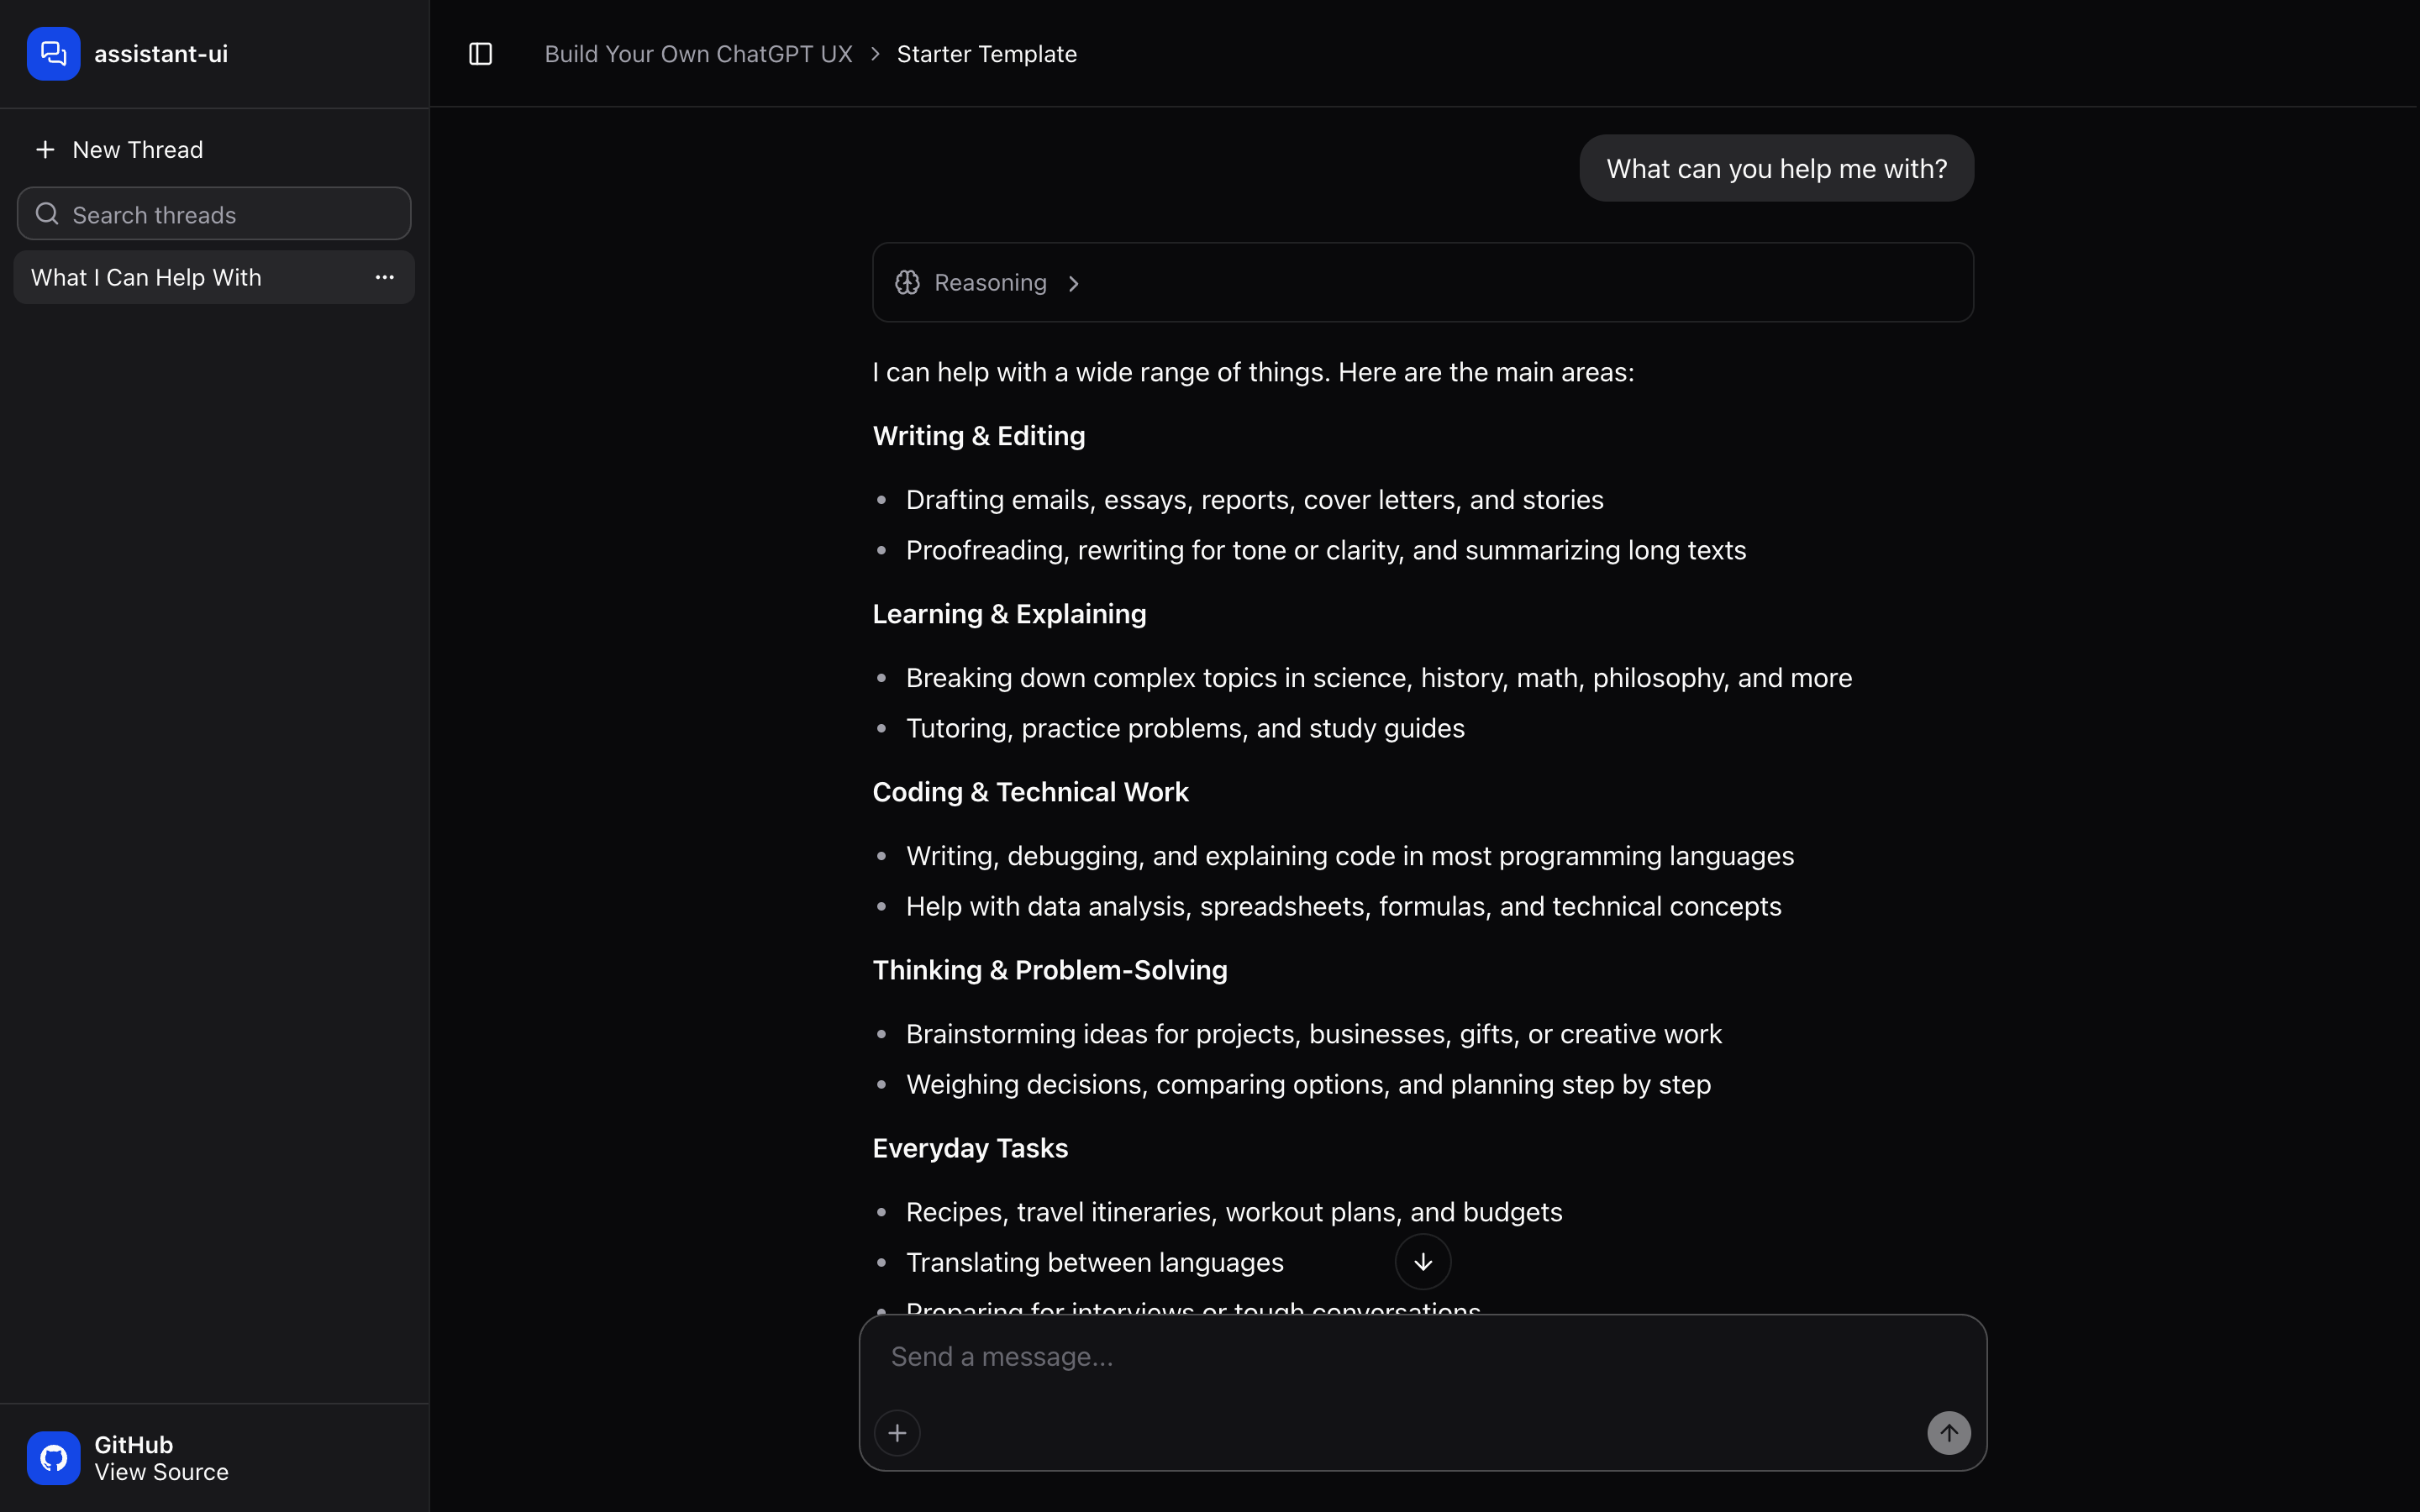 assistant-ui
New Thread
Search threads
What I Can Help With
GitHub
View Source
Build Your Own ChatGPT UX > Starter Template
What can you help me with?
Reasoning
I can help with a wide range of things. Here are the main areas:
Writing & Editing
• Drafting emails, essays, reports, cover letters, and stories
• Proofreading, rewriting for tone or clarity, and summarizing long texts
Learning & Explaining
• Breaking down complex topics in science, history, math, philosophy, and more
• Tutoring, practice problems, and study guides
Coding & Technical Work
• Writing, debugging, and explaining code in most programming languages
• Help with data analysis, spreadsheets, formulas, and technical concepts
Thinking & Problem-Solving
• Brainstorming ideas for projects, businesses, gifts, or creative work
• Weighing decisions, comparing options, and planning step by step
Everyday Tasks
• Recipes, travel itineraries, workout plans, and budgets
• Translating between languages
• Preparing for interviews or tough conversations
Send a message...